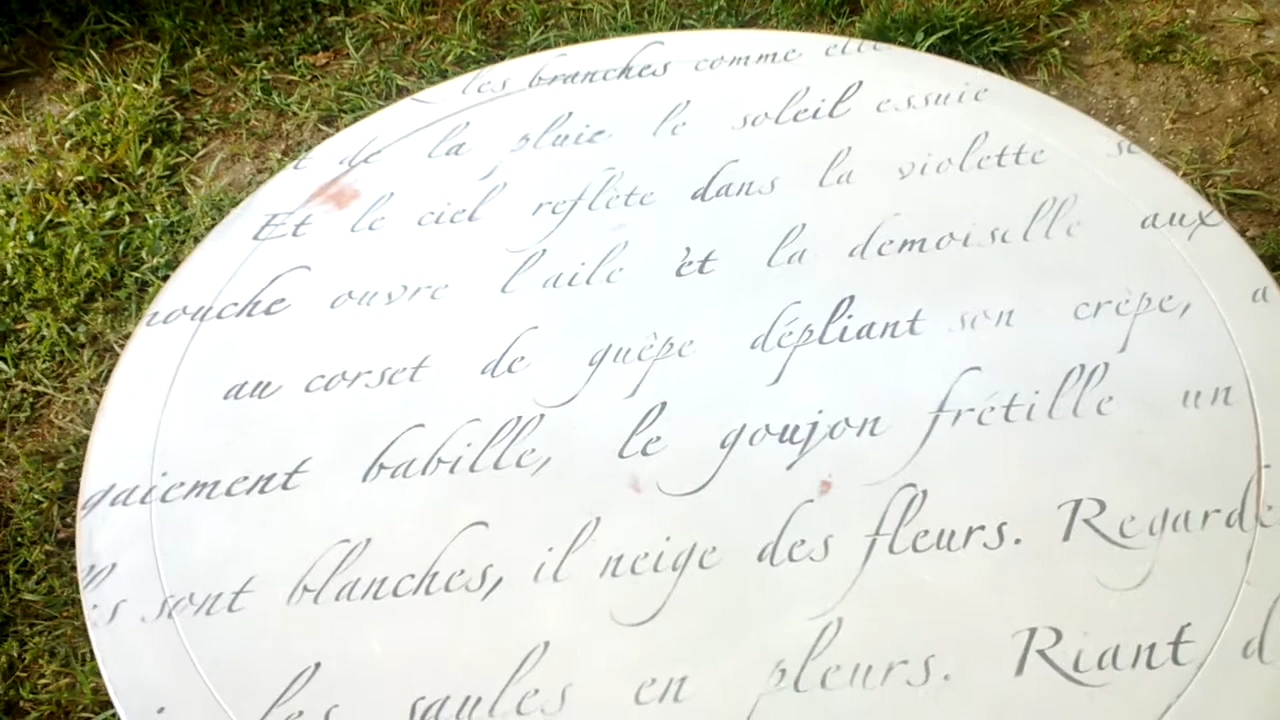 les branches comme elle
t de la pluie le soleil essuie
Et le ciel reflète dans la violette
mouche ouvre l'aile et la demoiselle aux
au corset de guêpe dépliant son crêpe, a
gaiement babille, le goujon frétille un
sont blanches, il neige des fleurs. Regarde
les saules en pleurs. Riant d